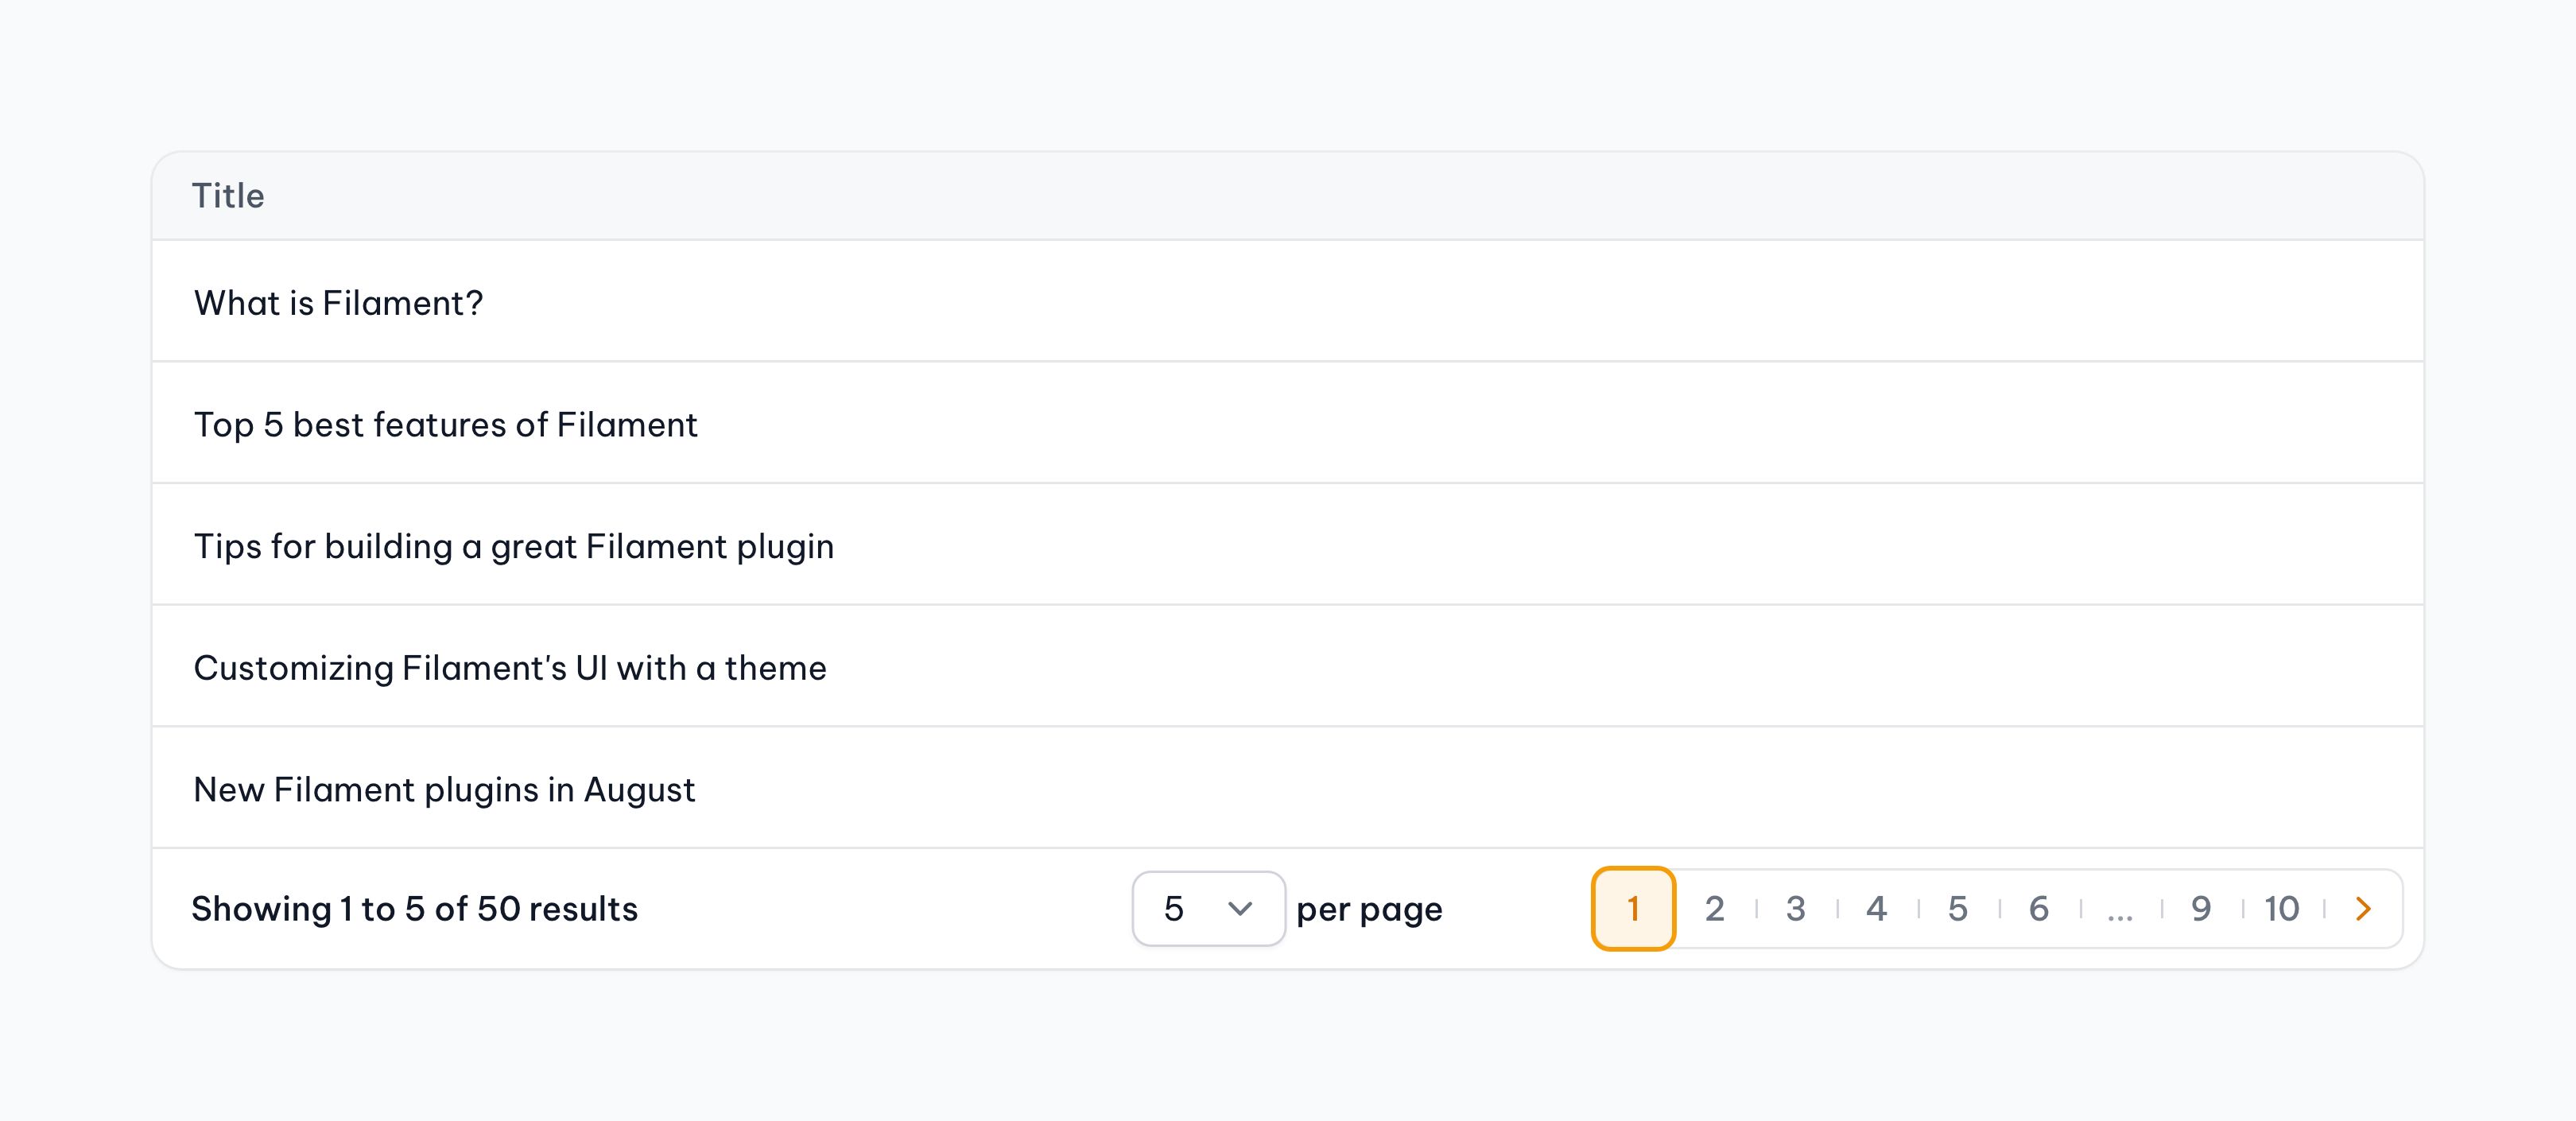 Title
What is Filament?
Top 5 best features of Filament
Tips for building a great Filament plugin
Customizing Filament's UI with a theme
New Filament plugins in August
Showing 1 to 5 of 50 results 5 per page 1 2 3 4 5 6 ... 9 10